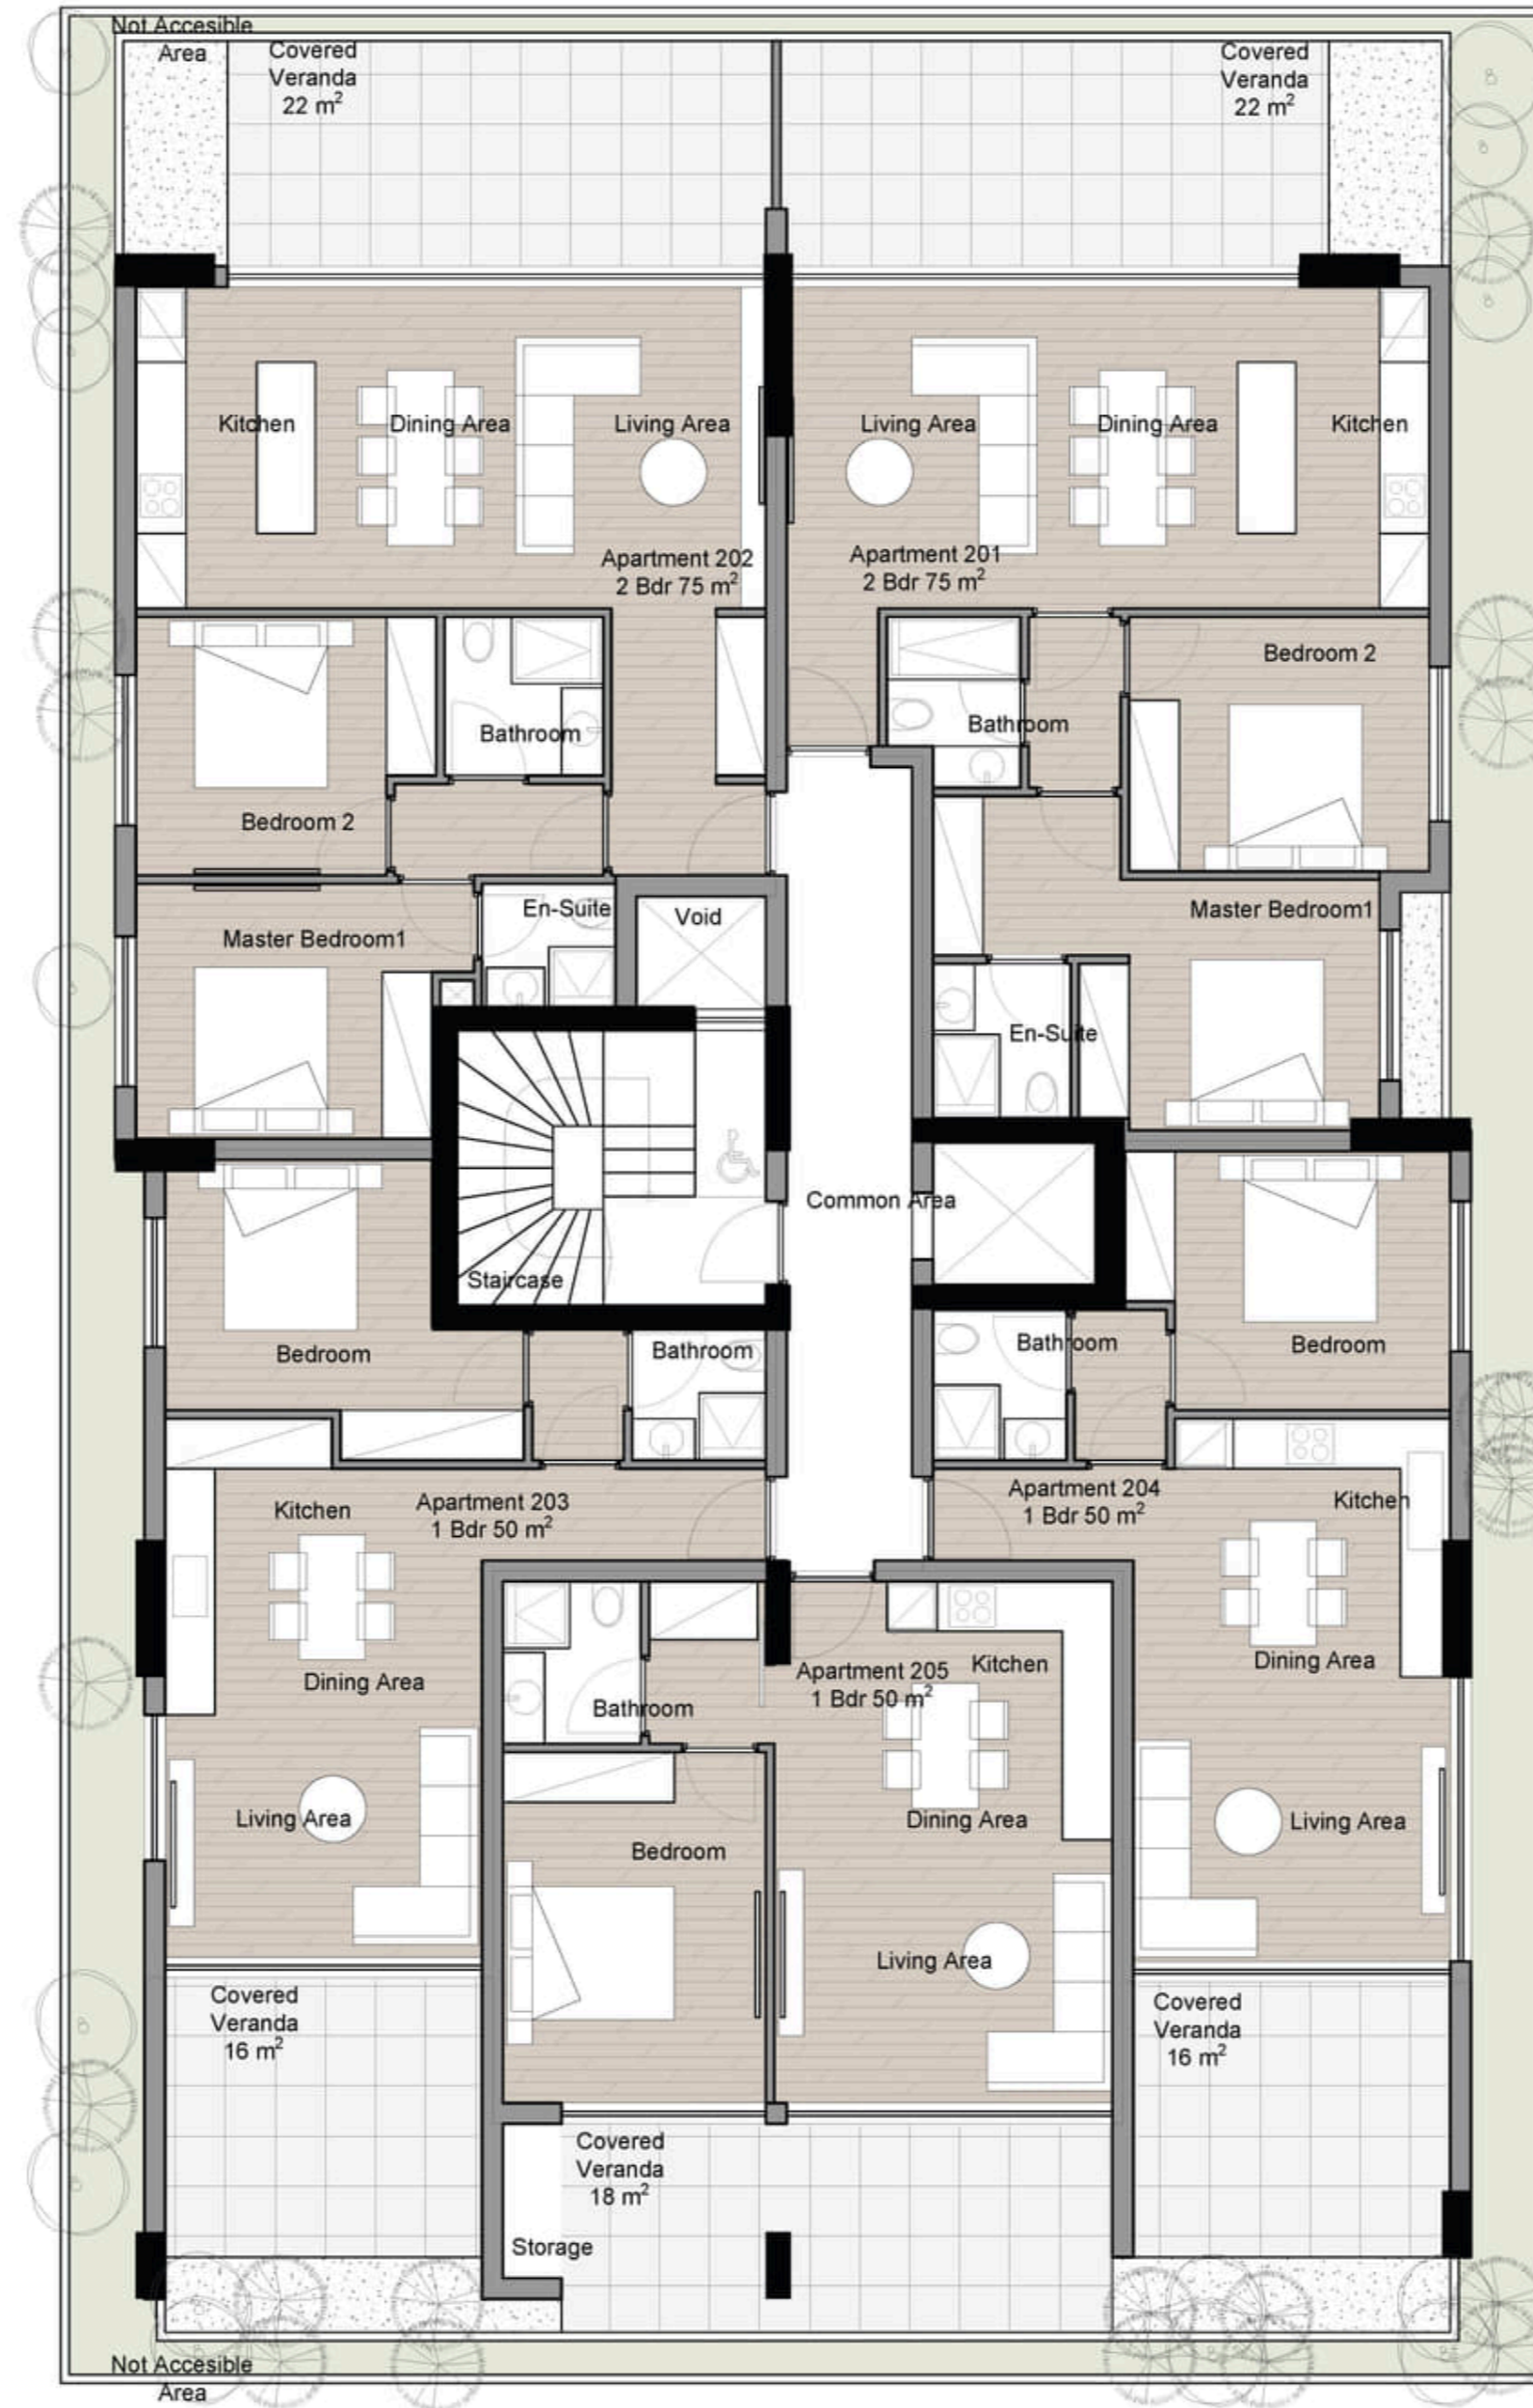 Not Accesible
Area
Covered
Veranda
22 m²
Covered
Veranda
22 m²
Kitchen
Dining Area
Living Area
Living Area
Dining Area
Kitchen
Apartment 202
2 Bdr 75 m²
Apartment 201
2 Bdr 75 m²
Bedroom 2
Bathroom
Bathroom
Bedroom 2
En-Suite
Void
Master Bedroom1
Master Bedroom1
En-Suite
Common Area
Staircase
Bedroom
Bathroom
Bathroom
Bedroom
Kitchen
Apartment 203
1 Bdr 50 m²
Apartment 204
1 Bdr 50 m²
Kitchen
Dining Area
Bathroom
Apartment 205
1 Bdr 50 m²
Kitchen
Dining Area
Living Area
Bedroom
Dining Area
Living Area
Living Area
Covered
Veranda
16 m²
Covered
Veranda
16 m²
Covered
Veranda
18 m²
Storage
Not Accesible
Area